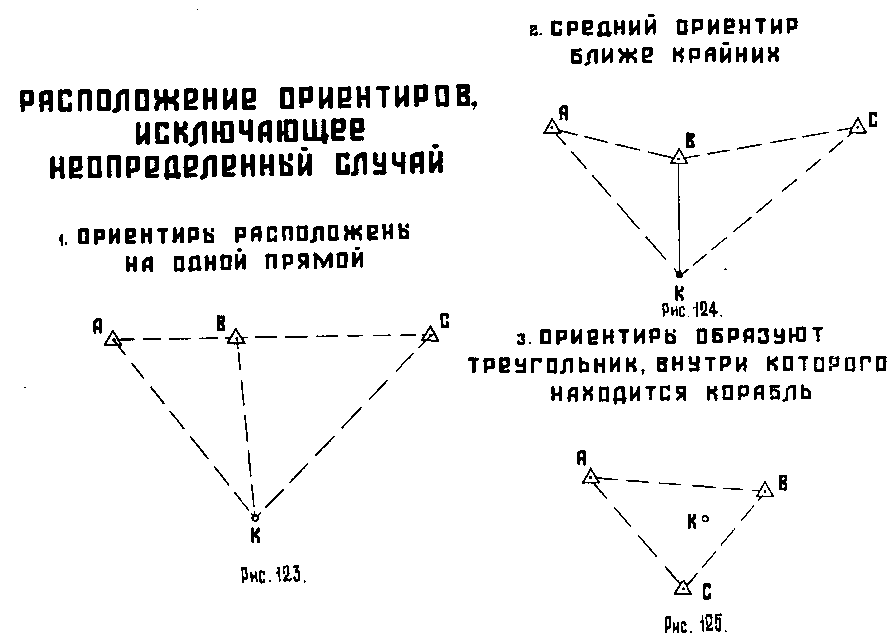 РАСПОЛОЖЕНИЕ ОРИЕНТИРОВ,
ИСКЛЮЧАЮЩЕЕ
НЕОПРЕДЕЛЕННЫЙ СЛУЧАЙ
1. ОРИЕНТИРЫ РАСПОЛОЖЕНЫ
НА ОДНОЙ ПРЯМОЙ
A B C
K
Рис. 123.
2. СРЕДНИЙ ОРИЕНТИР
БЛИЖЕ КРАЙНИХ
A B C
K
Рис. 124.
3. ОРИЕНТИРЫ ОБРАЗУЮТ
ТРЕУГОЛЬНИК, ВНУТРИ КОТОРОГО
НАХОДИТСЯ КОРАБЛЬ
A
B
K
C
Рис. 125.